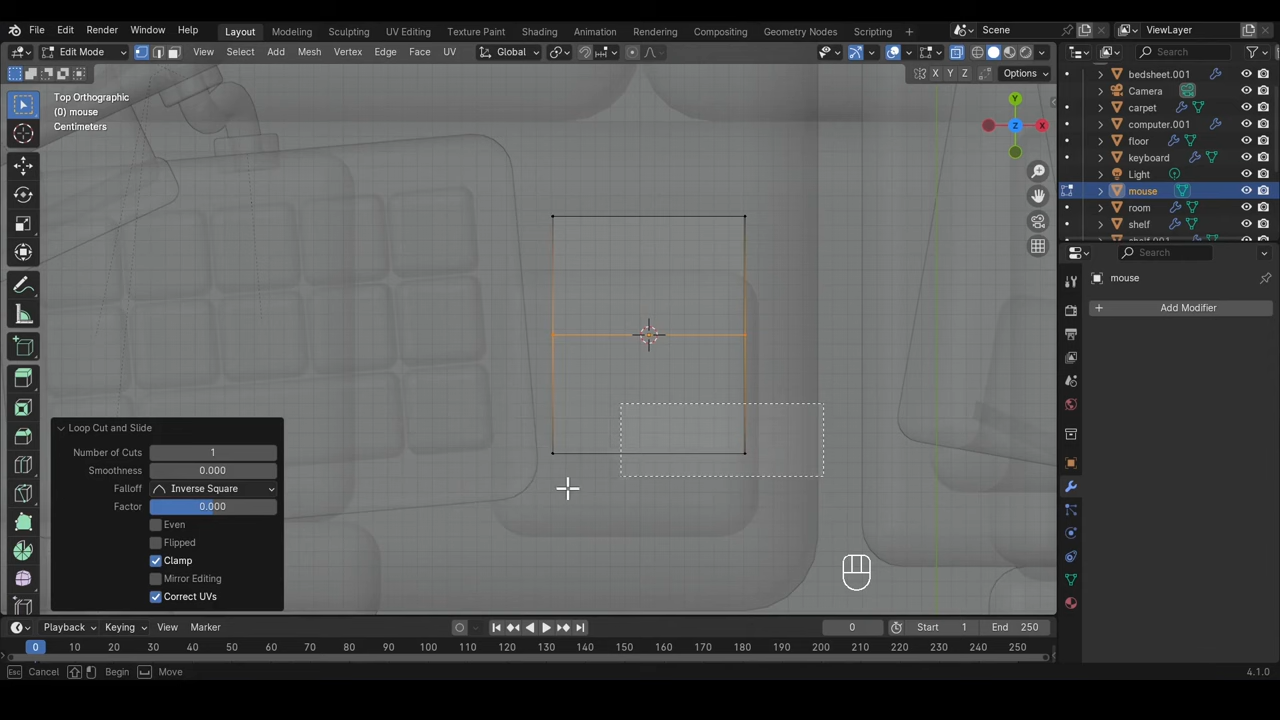 File Edit Render Window Help Layout Modeling Sculpting UV Editing Texture Paint Shading Animation Rendering Compositing Geometry Nodes Scripting Scene ViewLayer
Edit Mode View Select Add Mesh Vertex Edge Face UV Global Search
X Y Z Options
Top Orthographic
(0) mouse
Centimeters
Y
Z
X
bedsheet.001
Camera
carpet
computer.001
floor
keyboard
Light
mouse
room
shelf
shelf.001
Search
mouse
+ Add Modifier
Loop Cut and Slide
Number of Cuts 1
Smoothness 0.000
Falloff Inverse Square
Factor 0.000
Even
Flipped
Clamp
Mirror Editing
Correct UVs
Playback Keying View Marker 0 Start 1 End 250
0 10 20 30 40 50 60 70 80 90 100 110 120 130 140 150 160 170 180 190 200 210 220 230 240 250
Esc Cancel Begin Move 4.1.0